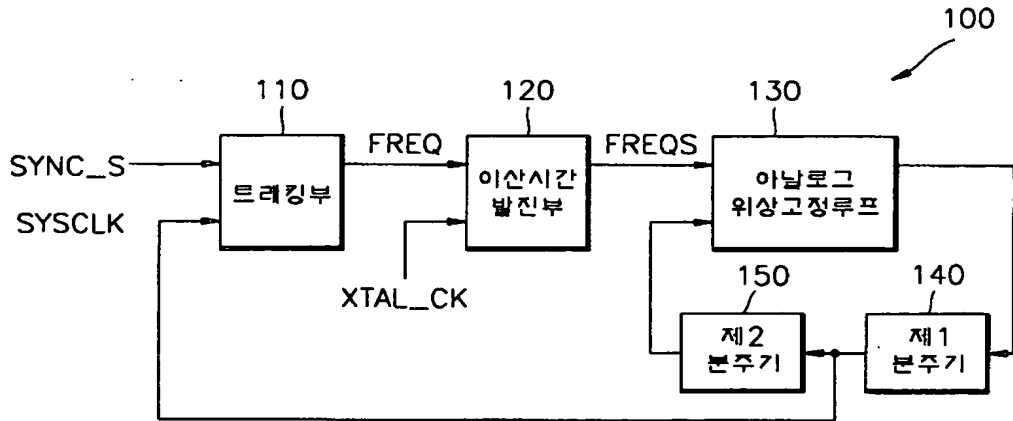 100
110
120
130
SYNC_S
SYSCLK
트래킹부
FREQ
이산시간
발진부
FREQS
아날로그
위상고정루프
XTAL_CK
150
140
제2
분주기
제1
분주기